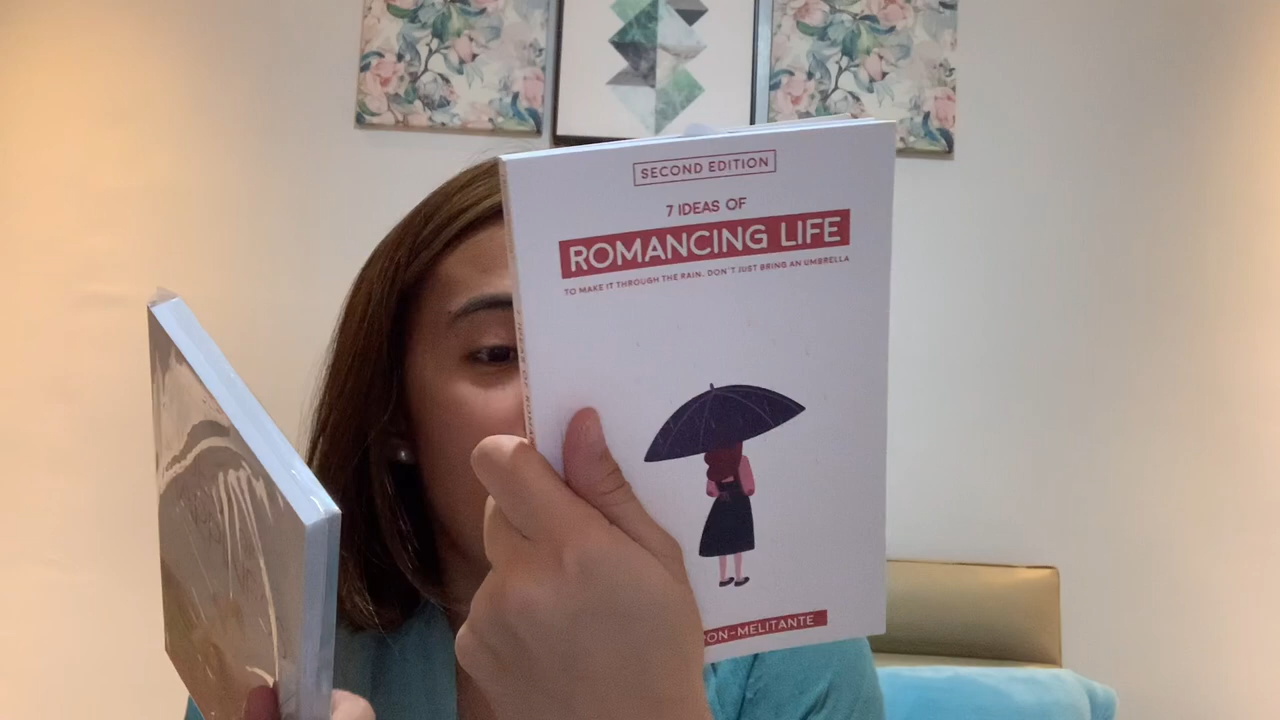 SECOND EDITION
7 IDEAS OF
ROMANCING LIFE
TO MAKE IT THROUGH THE RAIN, DON'T JUST BRING AN UMBRELLA
PON-MELITANTE